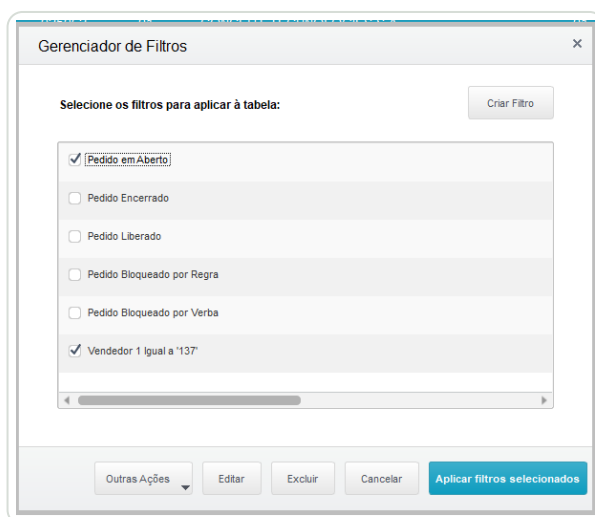 Gerenciador de Filtros
×
Selecione os filtros para aplicar à tabela:
Criar Filtro
Pedido em Aberto
Pedido Encerrado
Pedido Liberado
Pedido Bloqueado por Regra
Pedido Bloqueado por Verba
Vendedor 1 Igual a '137'
Outras Ações
Editar
Excluir
Cancelar
Aplicar filtros selecionados